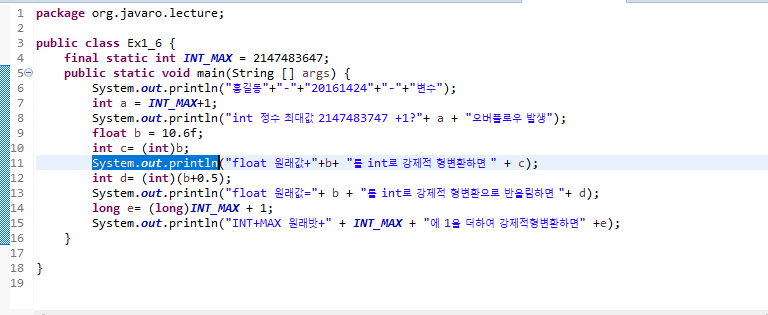 1 package org.javaro.lecture;
2
3 public class Ex1_6 {
4 final static int INT_MAX = 2147483647;
5 public static void main(String [] args) {
6 System.out.println("홍길동"+"-"+"20161424"+"-"+"변수");
7 int a = INT_MAX+1;
8 System.out.println("int 정수 최대값 2147483747 +1?"+ a + "오버플로우 발생");
9 float b = 10.6f;
10 int c= (int)b;
11 System.out.println("float 원래값+"+b+ "를 int로 강제적 형변환하면 " + c);
12 int d= (int)(b+0.5);
13 System.out.println("float 원래값="+ b + "를 int로 강제적 형변환으로 반올림하면 "+ d);
14 long e= (long)INT_MAX + 1;
15 System.out.println("INT+MAX 원래밧+" + INT_MAX + "에 1을 더하여 강제적형변환하면" +e);
16 }
17
18 }
19